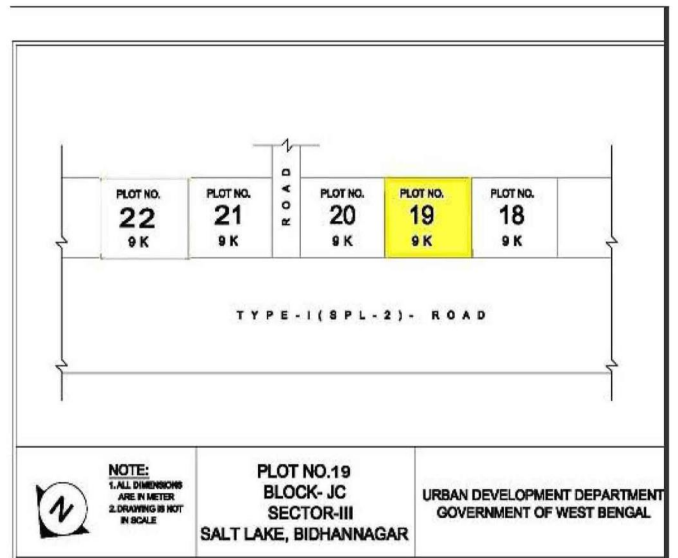 ROAD
PLOT NO.
22
9 K
PLOT NO.
21
9 K
PLOT NO.
20
9 K
PLOT NO.
19
9 K
PLOT NO.
18
9 K
TYPE-I(SPL-2)- ROAD
N
NOTE:
1.ALL DIMENSIONS
ARE IN METER
2.DRAWING IS NOT
IN SCALE
PLOT NO.19
BLOCK- JC
SECTOR-III
SALT LAKE, BIDHANNAGAR
URBAN DEVELOPMENT DEPARTMENT
GOVERNMENT OF WEST BENGAL